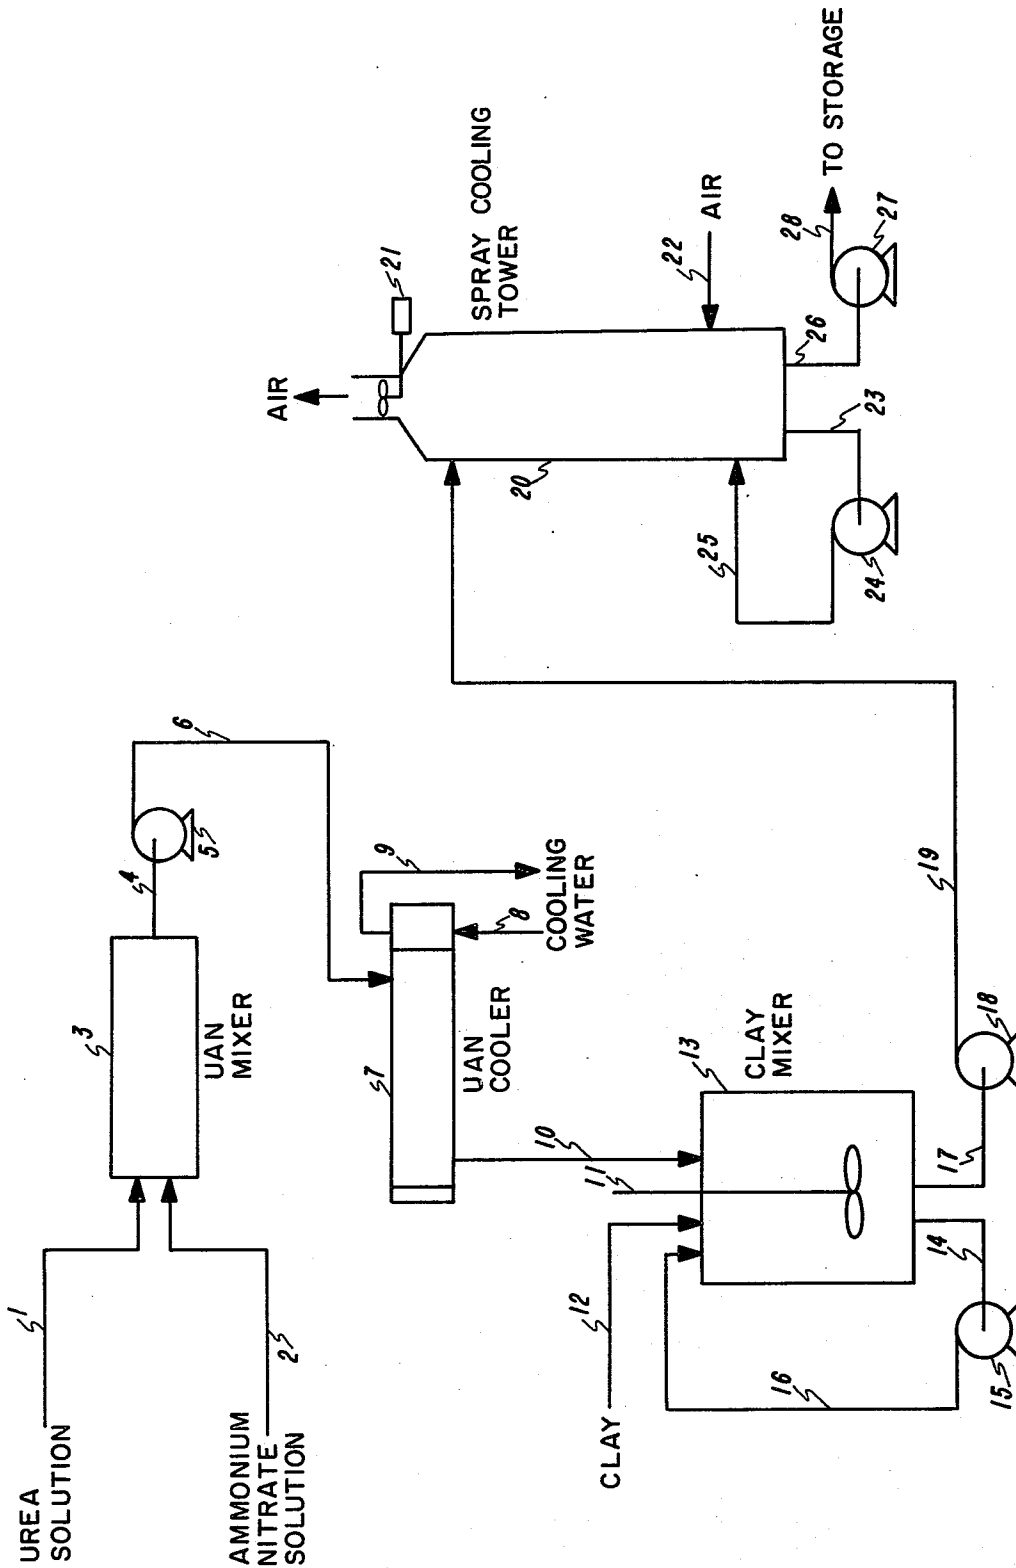 UREA
SOLUTION
1
AMMONIUM
NITRATE
SOLUTION
2
3
UAN
MIXER
4
5
6
7
UAN
COOLER
8
9
COOLING
WATER
10
11
12
CLAY
13
CLAY
MIXER
14
15
16
17
18
19
20
AIR
21
SPRAY COOLING
TOWER
22
AIR
23
24
25
26
27
28
TO STORAGE